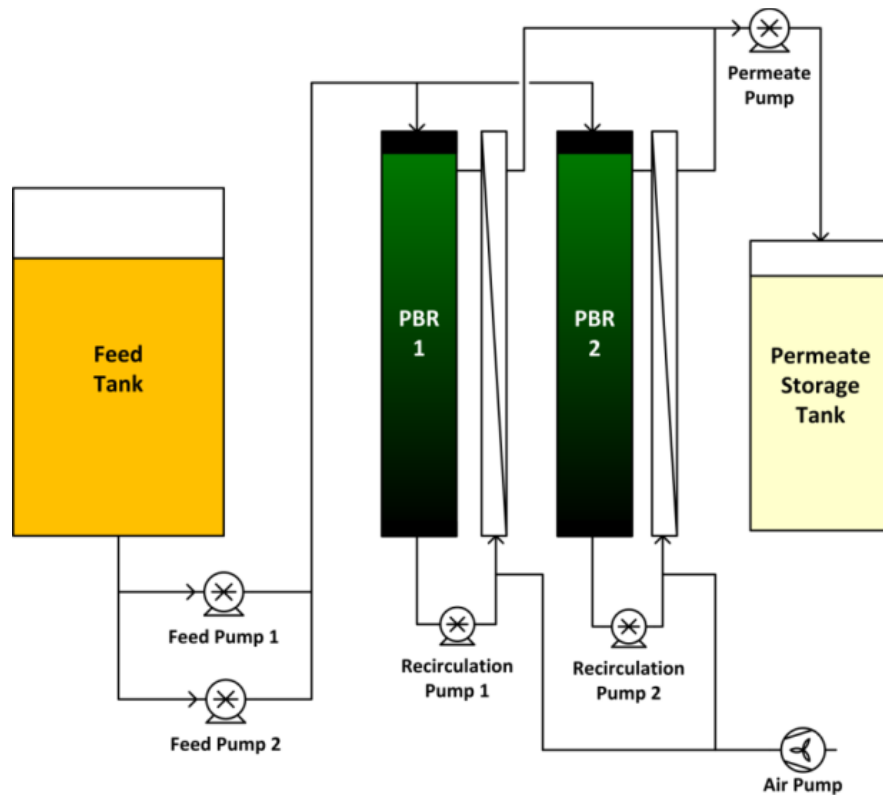 Permeate
Pump
PBR
1
PBR
2
Feed
Tank
Permeate
Storage
Tank
Feed Pump 1
Recirculation
Pump 1
Recirculation
Pump 2
Feed Pump 2
Air Pump